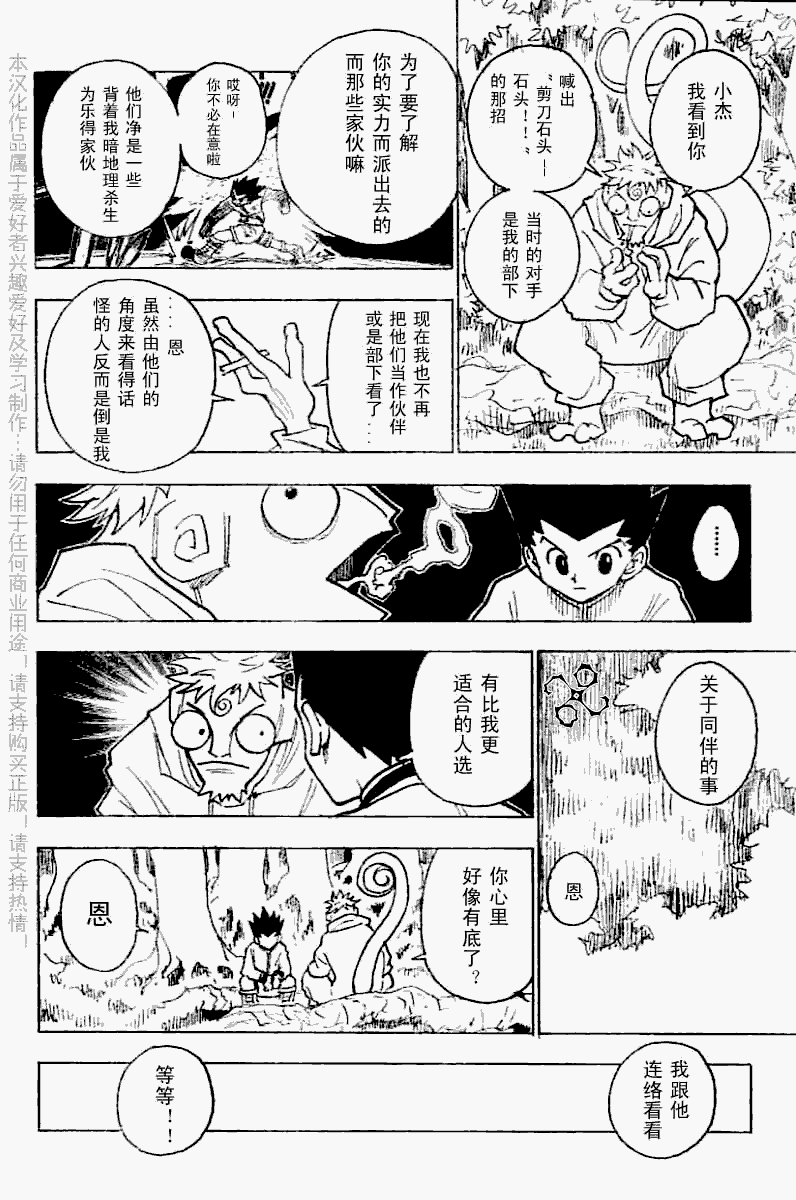 小杰
我看到你
喊出
“剪刀石头－
石头！！”
的那招
当时的对手
是我的部下
为了要了解
你的实力而派出去的
而那些家伙嘛
哎呀－
你不必在意啦
他们净是一些
背着我暗地理杀生
为乐得家伙
现在我也不再
把他们当作伙伴
或是部下看了...
....恩
虽然由他们的
角度来看得话
怪的人反而是倒是我
......
关于同伴的事
恩
有比我更
适合的人选
你心里
好像有底了？
恩
我跟他
连络看看
等等！！
本汉化作品属于爱好者兴趣爱好及学习制作...请勿用于任何商业用途！请支持购买正版！请支持热情！